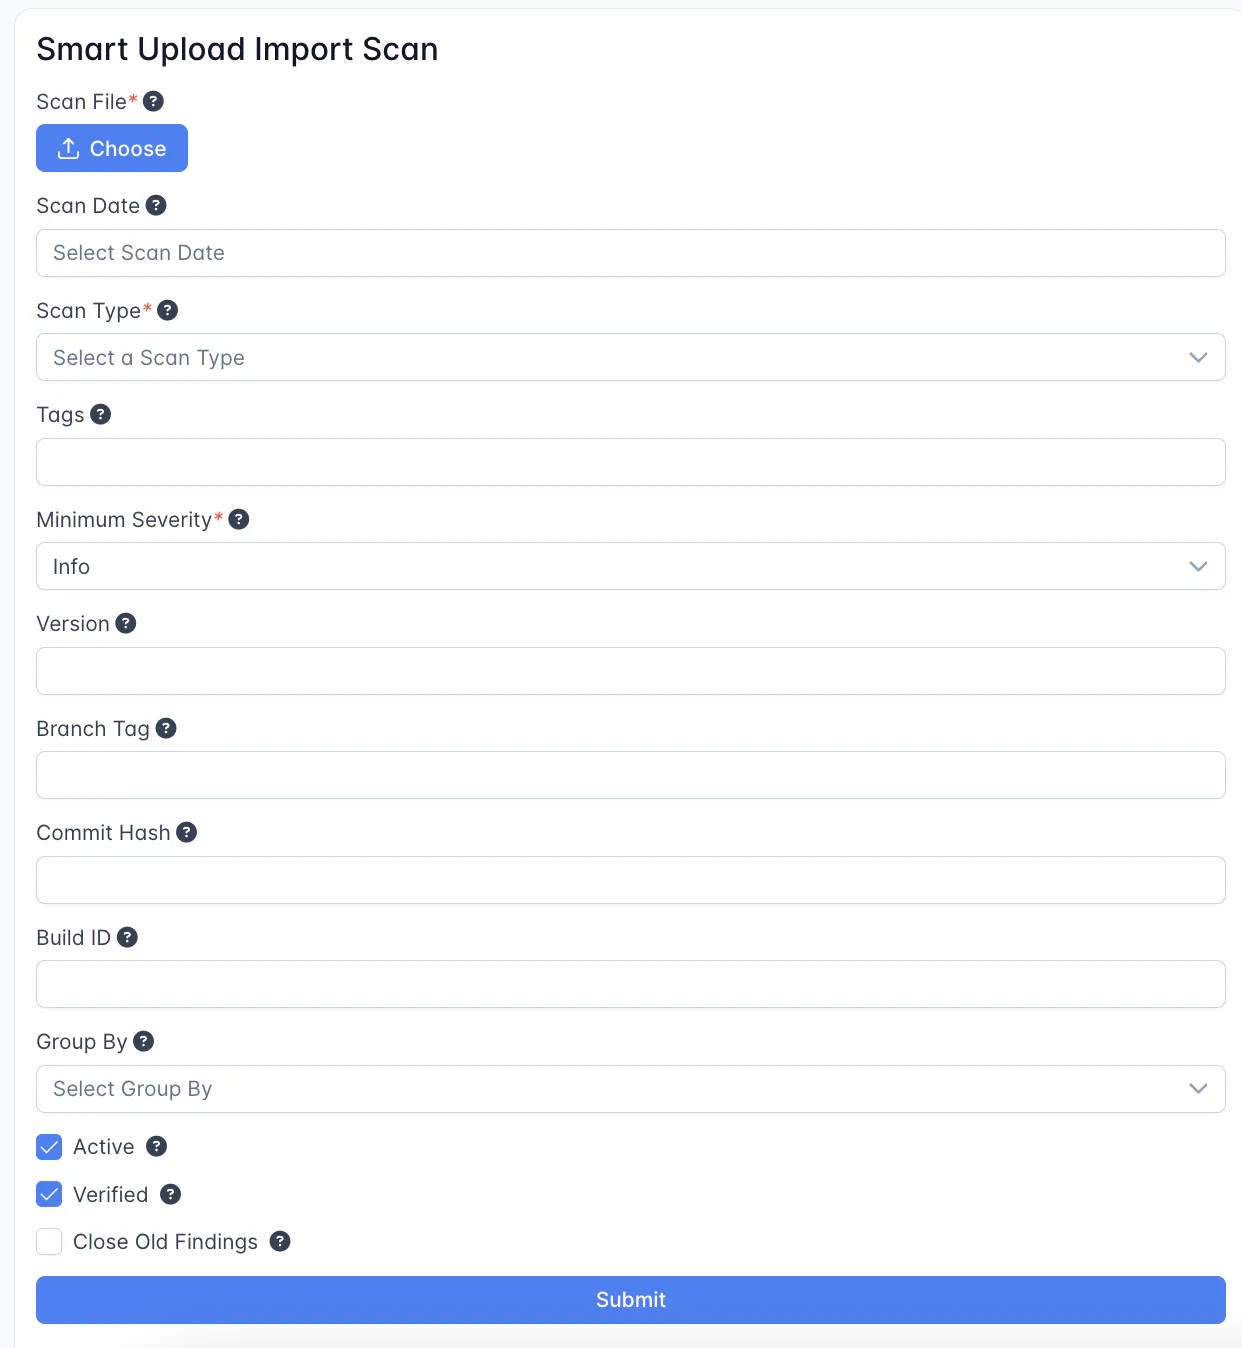 Smart Upload Import Scan
Scan File* ?
Choose
Scan Date ?
Select Scan Date
Scan Type* ?
Select a Scan Type
Tags ?
Minimum Severity* ?
Info
Version ?
Branch Tag ?
Commit Hash ?
Build ID ?
Group By ?
Select Group By
Active ?
Verified ?
Close Old Findings ?
Submit